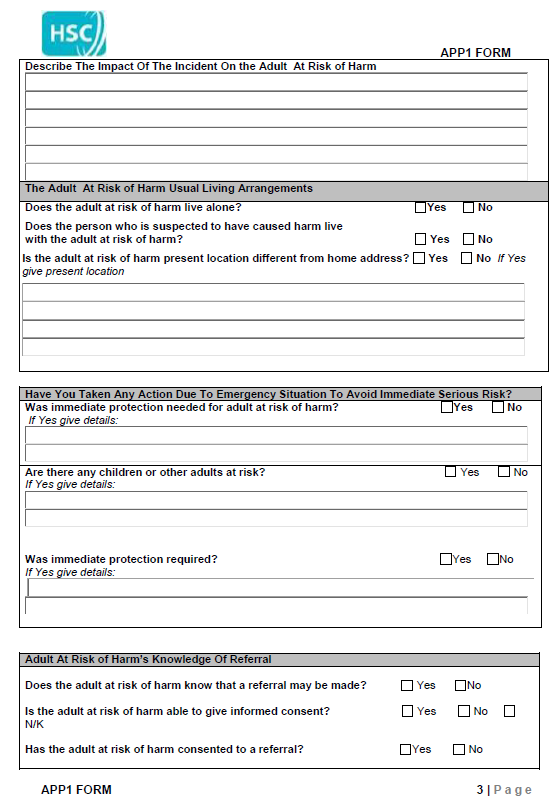 HSC
APP1 FORM
Describe The Impact Of The Incident On the Adult At Risk of Harm
The Adult At Risk of Harm Usual Living Arrangements
Does the adult at risk of harm live alone? Yes No
Does the person who is suspected to have caused harm live
with the adult at risk of harm? Yes No
Is the adult at risk of harm present location different from home address? Yes No If Yes
give present location
Have You Taken Any Action Due To Emergency Situation To Avoid Immediate Serious Risk?
Was immediate protection needed for adult at risk of harm? Yes No
If Yes give details:
Are there any children or other adults at risk? Yes No
If Yes give details:
Was immediate protection required? Yes No
If Yes give details:
Adult At Risk of Harm's Knowledge Of Referral
Does the adult at risk of harm know that a referral may be made? Yes No
Is the adult at risk of harm able to give informed consent? Yes No
N/K
Has the adult at risk of harm consented to a referral? Yes No
APP1 FORM 3 | Page